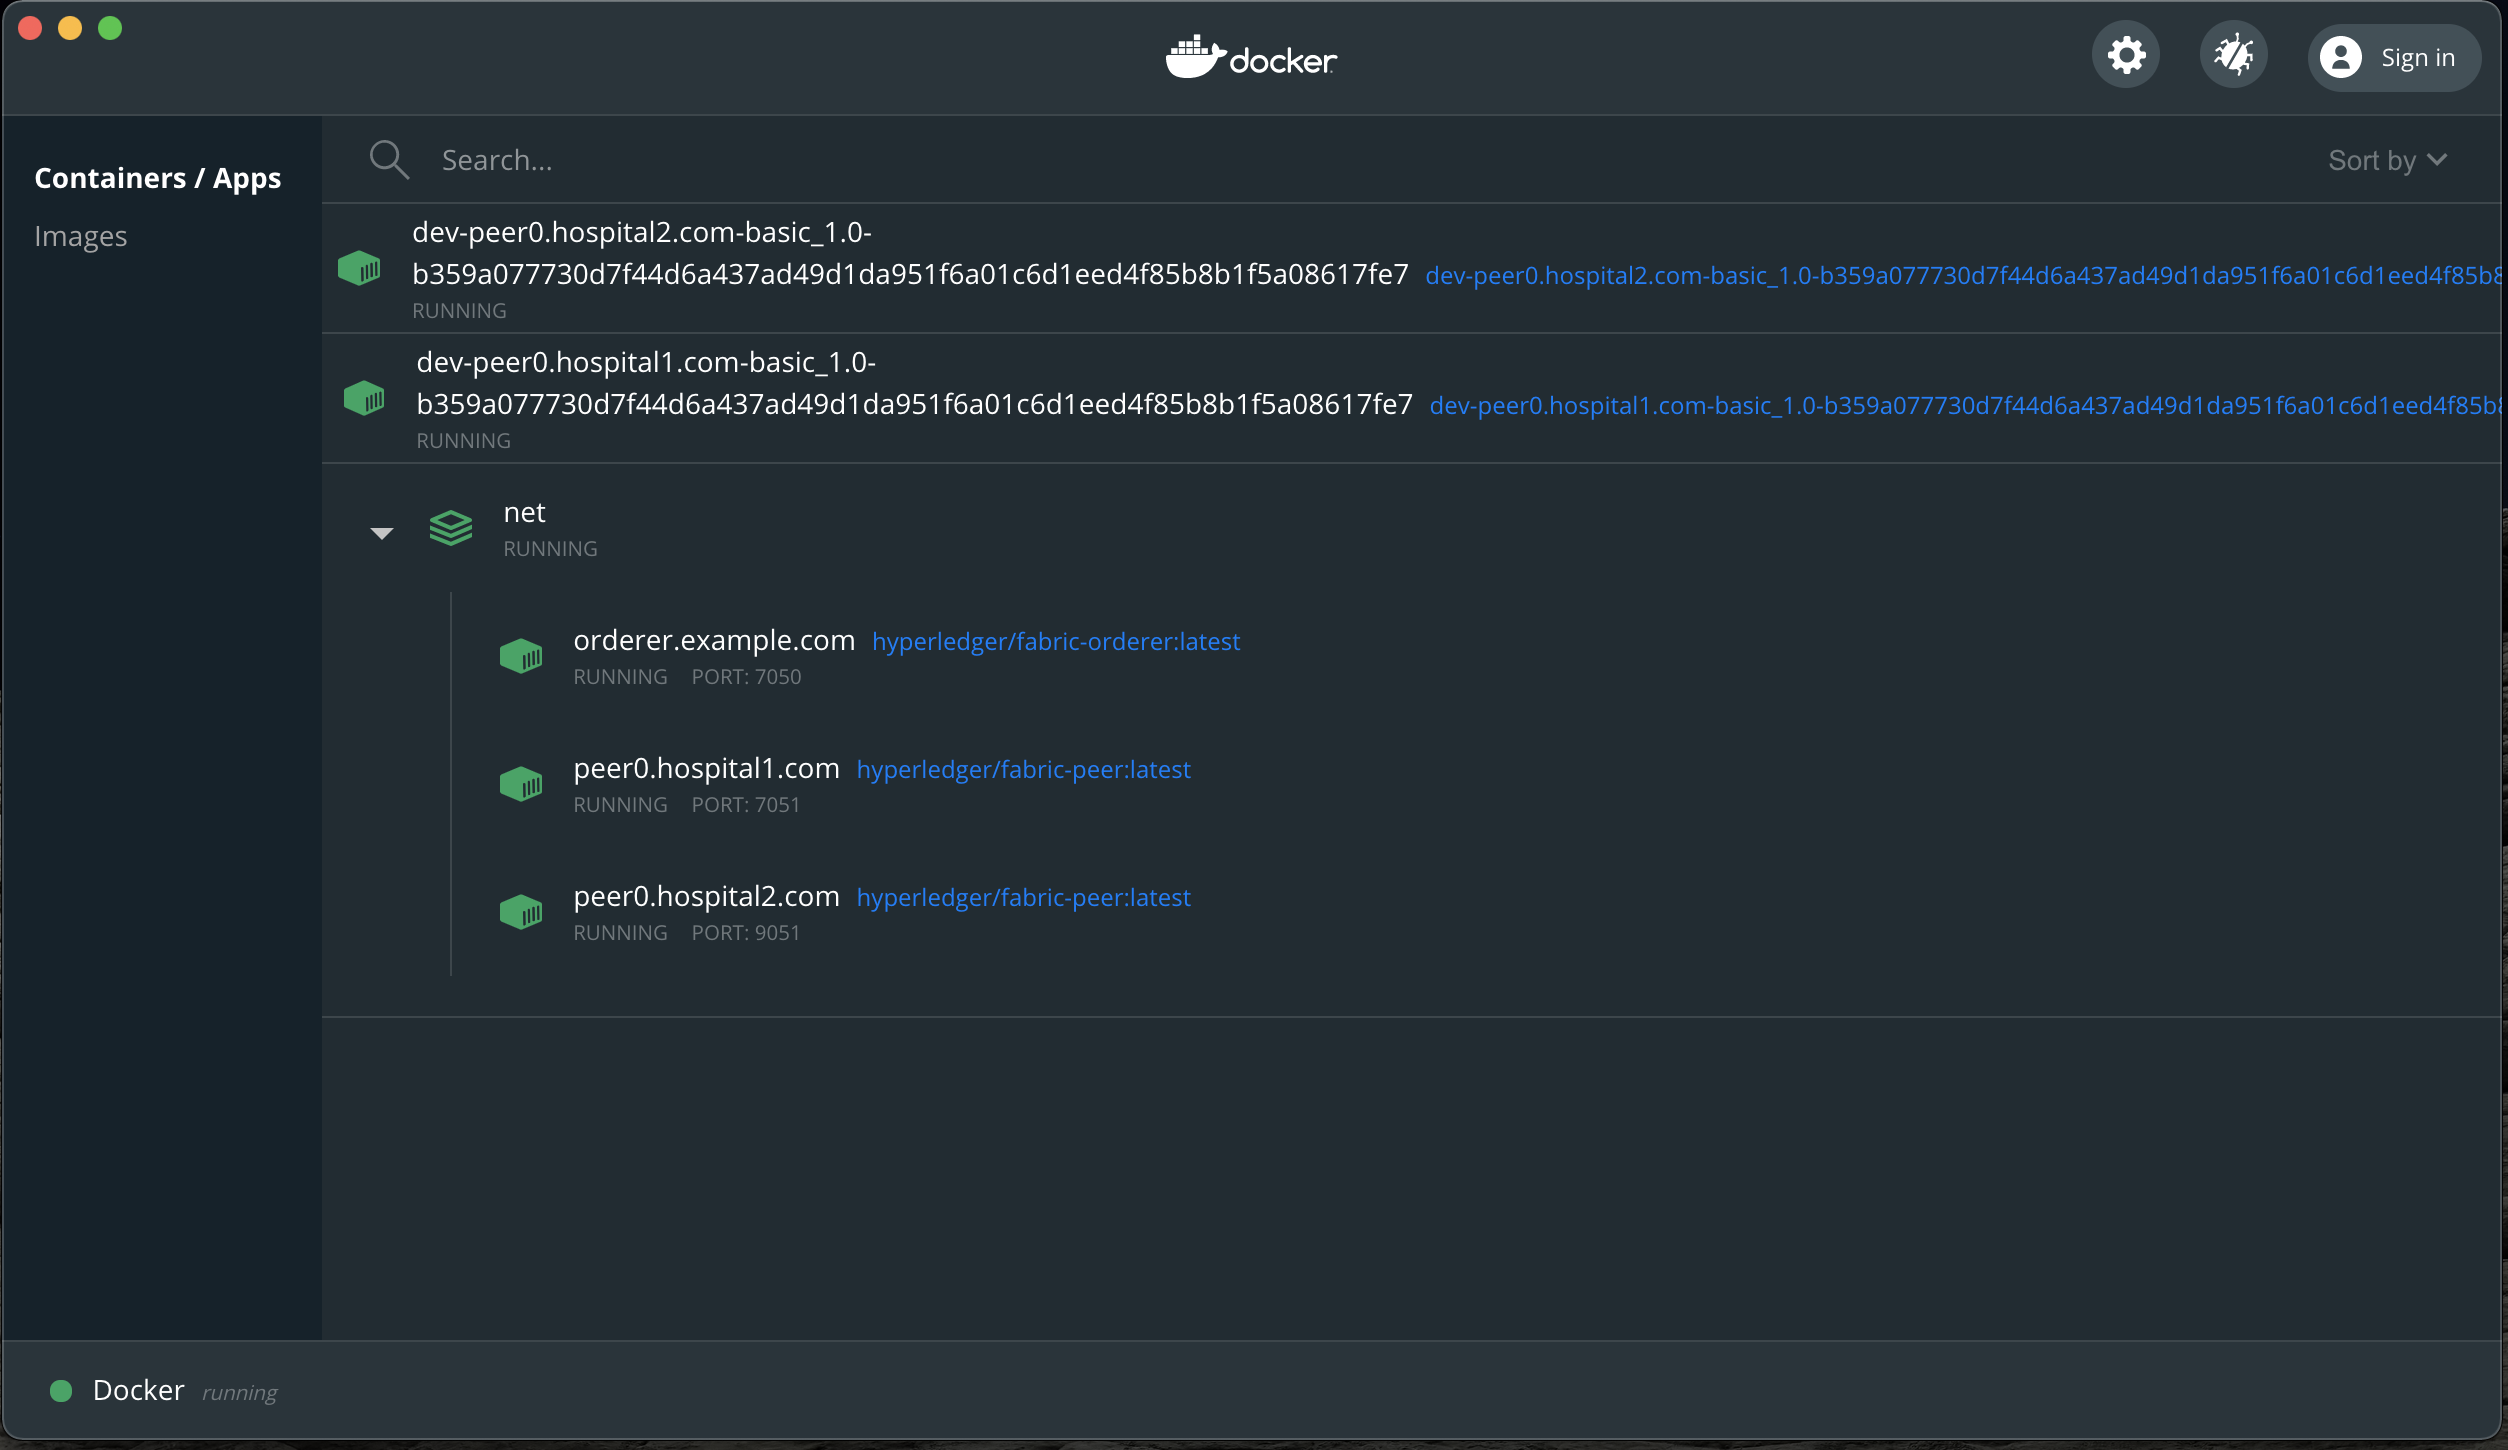 docker
Sign in
Containers / Apps
Images
Search...
Sort by
dev-peer0.hospital2.com-basic_1.0-
b359a077730d7f44d6a437ad49d1da951f6a01c6d1eed4f85b8b1f5a08617fe7 dev-peer0.hospital2.com-basic_1.0-b359a077730d7f44d6a437ad49d1da951f6a01c6d1eed4f85b8
RUNNING
dev-peer0.hospital1.com-basic_1.0-
b359a077730d7f44d6a437ad49d1da951f6a01c6d1eed4f85b8b1f5a08617fe7 dev-peer0.hospital1.com-basic_1.0-b359a077730d7f44d6a437ad49d1da951f6a01c6d1eed4f85b8
RUNNING
net
RUNNING
orderer.example.com hyperledger/fabric-orderer:latest
RUNNING PORT: 7050
peer0.hospital1.com hyperledger/fabric-peer:latest
RUNNING PORT: 7051
peer0.hospital2.com hyperledger/fabric-peer:latest
RUNNING PORT: 9051
Docker running